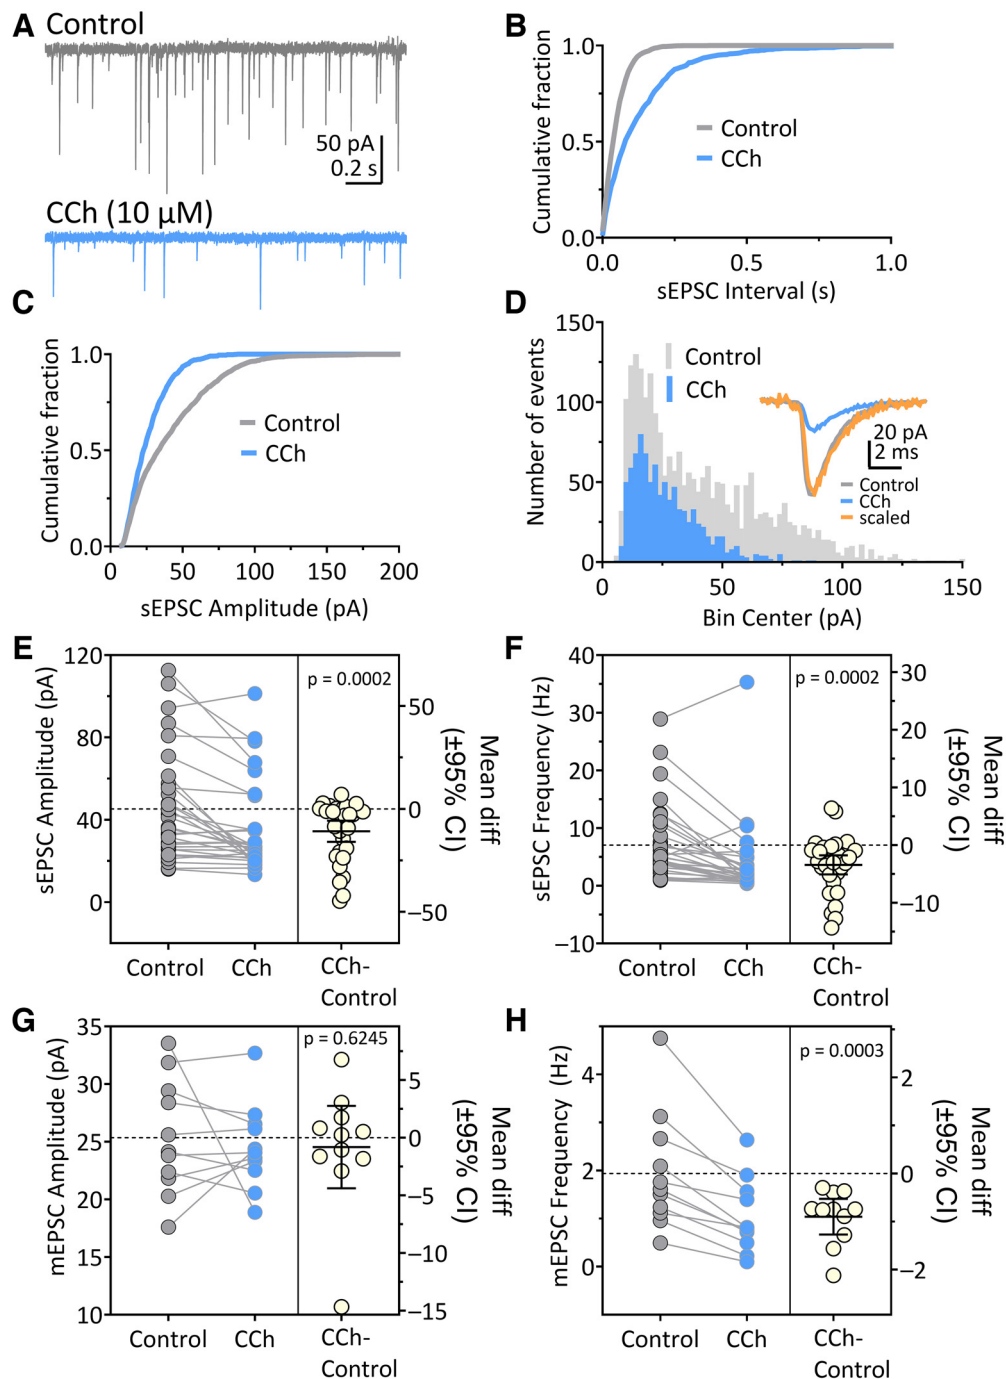 A
Control
50 pA
0.2 s
CCh (10 µM)
B
Cumulative fraction
1.0
0.5
0.0
Control
CCh
0.0
0.5
1.0
sEPSC Interval (s)
C
Cumulative fraction
1.0
0.5
0.0
Control
CCh
0
50
100
150
200
sEPSC Amplitude (pA)
D
Number of events
150
100
50
0
Control
CCh
20 pA
2 ms
Control
CCh
scaled
0
50
100
150
Bin Center (pA)
E
sEPSC Amplitude (pA)
120
80
40
0
p = 0.0002
50
0
−50
Mean diff
(±95% CI)
Control
CCh
CCh-
Control
F
sEPSC Frequency (Hz)
40
30
20
10
0
−10
p = 0.0002
30
20
10
0
−10
Mean diff
(±95% CI)
Control
CCh
CCh-
Control
G
mEPSC Amplitude (pA)
35
30
25
20
15
10
p = 0.6245
5
0
−5
−10
−15
Mean diff
(±95% CI)
Control
CCh
CCh-
Control
H
mEPSC Frequency (Hz)
4
2
0
p = 0.0003
2
0
−2
Mean diff
(±95% CI)
Control
CCh
CCh-
Control